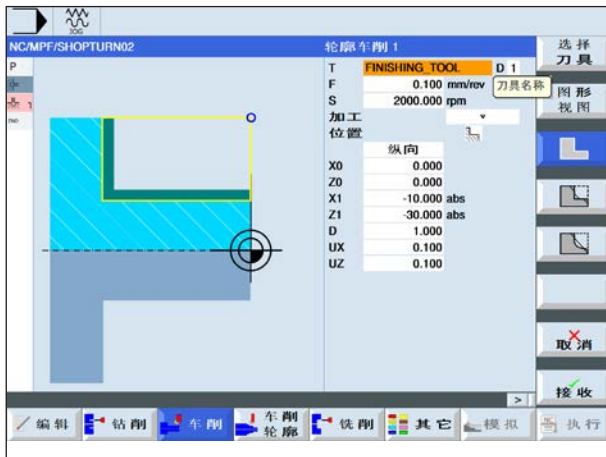 JOG
NC/MPF/SHOPTURN02
轮廓车削 1
选择
刀具
P
T FINISHING_TOOL D 1
F 0.100 mm/rev
刀具名称
S 2000.000 rpm
图形
视图
加工
位置
纵向
X0 0.000
Z0 0.000
X1 -10.000 abs
Z1 -30.000 abs
D 1.000
UX 0.100
UZ 0.100
取消
接收
>
编辑
钻削
车削
车削
轮廓
铣削
其它
模拟
执行